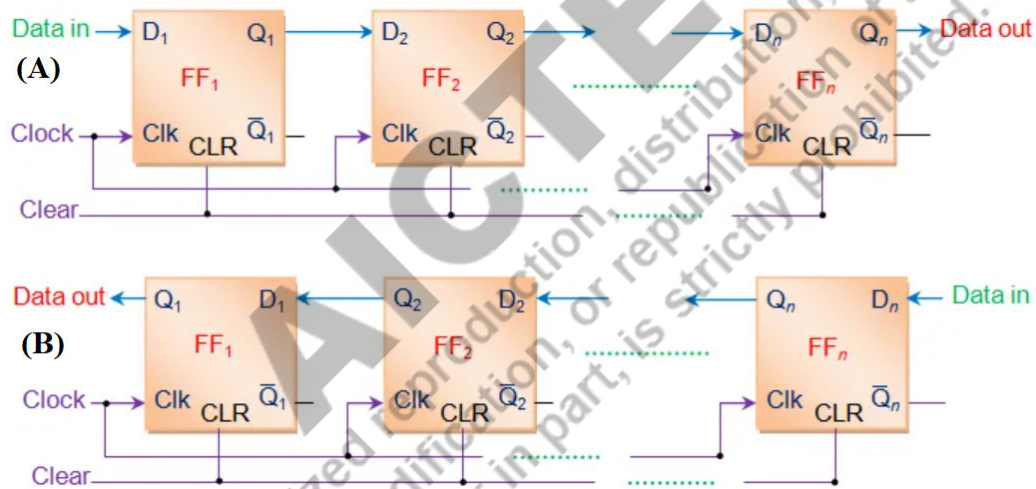 Data in D₁ Q₁ D₂ Q₂ Dₙ Qₙ Data out
(A)
FF₁ FF₂ FFₙ
Clock Clk CLR Q̅₁ Clk CLR Q̅₂ Clk CLR Q̅ₙ
Clear
Data out Q₁ D₁ Q₂ D₂ Qₙ Dₙ Data in
(B)
FF₁ FF₂ FFₙ
Clock Clk CLR Q̅₁ Clk CLR Q̅₂ Clk CLR Q̅ₙ
Clear
AICTE
reproduction, distribution,
or republication of
in part, is strictly prohibited.